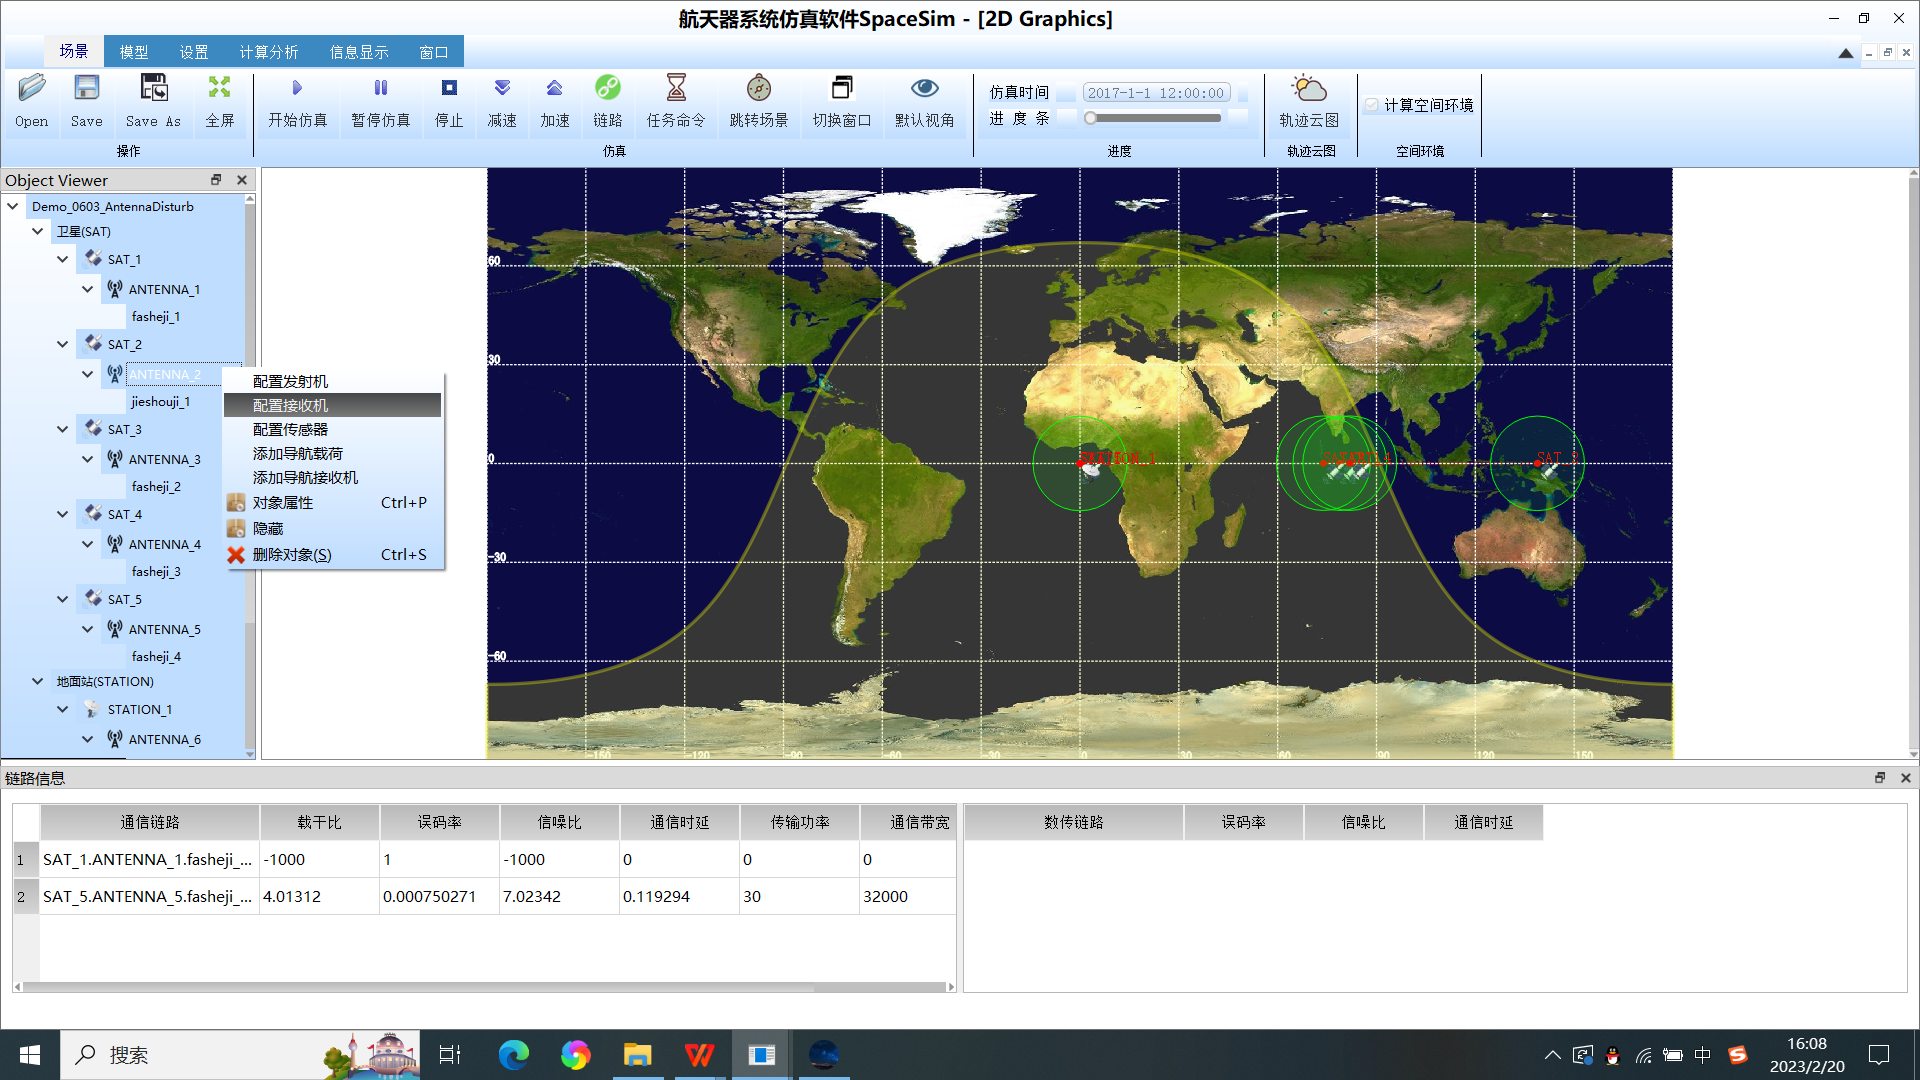 航天器系统仿真软件SpaceSim - [2D Graphics]
场景 模型 设置 计算分析 信息显示 窗口
Open Save Save As 全屏 开始仿真 暂停仿真 停止 减速 加速 链路 任务命令 跳转场景 切换窗口 默认视角
仿真时间 2017-1-1 12:00:00
进 度 条
轨迹云图 计算空间环境
操作 仿真 进度 轨迹云图 空间环境
Object Viewer
Demo_0603_AntennaDisturb
卫星(SAT)
SAT_1
ANTENNA_1
fasheji_1
SAT_2
ANTENNA_2
jieshouji_1
SAT_3
ANTENNA_3
fasheji_2
SAT_4
ANTENNA_4
fasheji_3
SAT_5
ANTENNA_5
fasheji_4
地面站(STATION)
STATION_1
ANTENNA_6
配置发射机
配置接收机
配置传感器
添加导航载荷
添加导航接收机
对象属性 Ctrl+P
隐藏
删除对象(S) Ctrl+S
60
30
0
-30
-60
-150 -120 -90 -60 -30 0 30 60 90 120 150
SAT_2
链路信息
通信链路 载干比 误码率 信噪比 通信时延 传输功率 通信带宽
1 SAT_1.ANTENNA_1.fasheji_... -1000 1 -1000 0 0 0
2 SAT_5.ANTENNA_5.fasheji_... 4.01312 0.000750271 7.02342 0.119294 30 32000
数传链路 误码率 信噪比 通信时延
搜索
中
16:08
2023/2/20